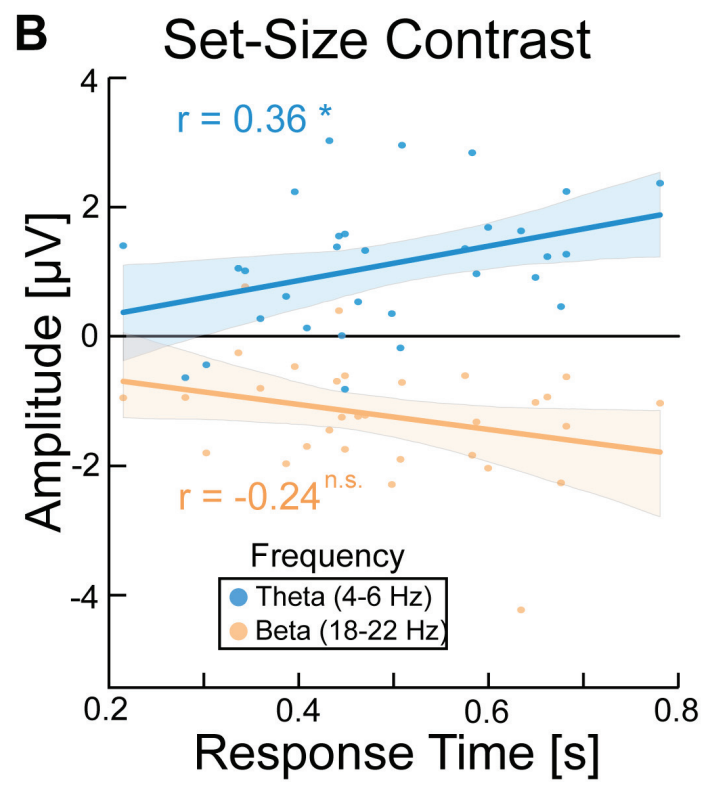 B Set-Size Contrast
4
r = 0.36 *
2
0
-2
r = -0.24 n.s.
-4
Amplitude [µV]
Frequency
Theta (4-6 Hz)
Beta (18-22 Hz)
0.2 0.4 0.6 0.8
Response Time [s]